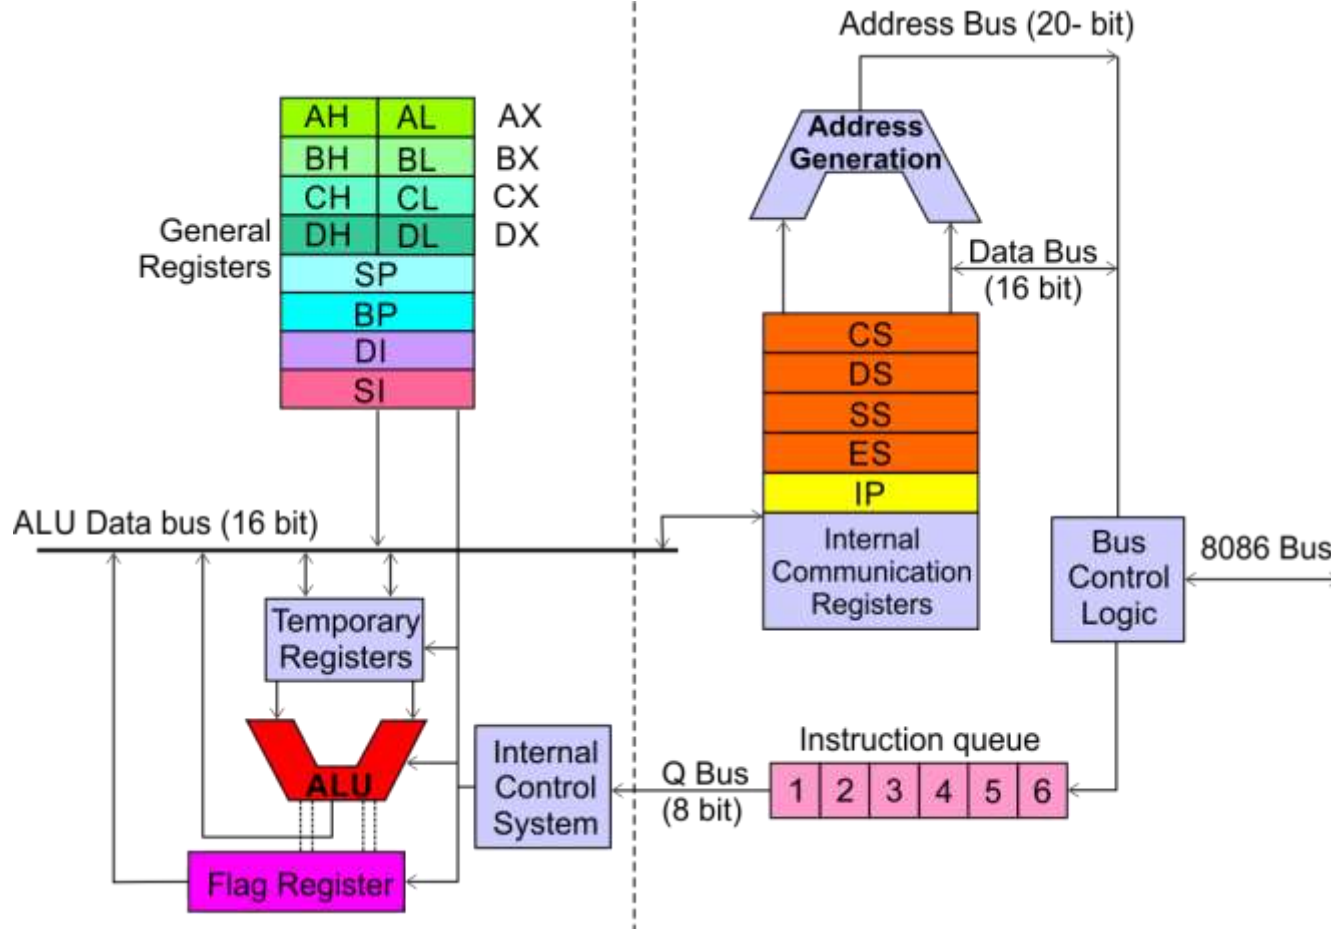 Address Bus (20- bit)
AH AL AX
BH BL BX
CH CL CX
DH DL DX
General
Registers
SP
BP
DI
SI
Address
Generation
Data Bus
(16 bit)
CS
DS
SS
ES
IP
Internal
Communication
Registers
ALU Data bus (16 bit)
Bus
Control
Logic
8086 Bus
Temporary
Registers
ALU
Internal
Control
System
Q Bus
(8 bit)
Instruction queue
1 2 3 4 5 6
Flag Register